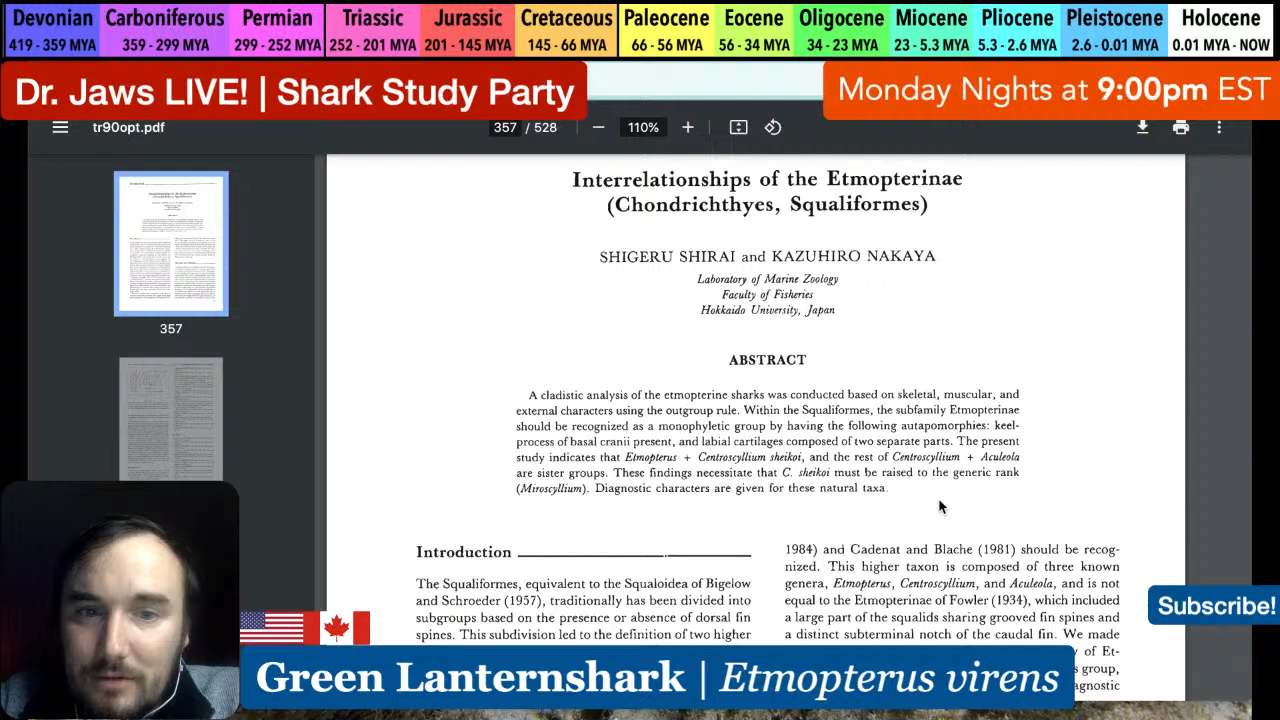 Devonian
419 - 359 MYA
Carboniferous
359 - 299 MYA
Permian
299 - 252 MYA
Triassic
252 - 201 MYA
Jurassic
201 - 145 MYA
Cretaceous
145 - 66 MYA
Paleocene
66 - 56 MYA
Eocene
56 - 34 MYA
Oligocene
34 - 23 MYA
Miocene
23 - 5.3 MYA
Pliocene
5.3 - 2.6 MYA
Pleistocene
2.6 - 0.01 MYA
Holocene
0.01 MYA - NOW
Dr. Jaws LIVE! | Shark Study Party
Monday Nights at 9:00pm EST
tr90opt.pdf
357 / 528
110%
357
Interrelationships of the Etmopterinae
(Chondrichthyes, Squaliformes)
SHIGERU SHIRAI and KAZUHIRO NAKAYA
Laboratory of Marine Zoology
Faculty of Fisheries
Hokkaido University, Japan
ABSTRACT
A cladistic analysis of the etmopterine sharks was conducted based on skeletal, muscular, and
external characters using the outgroup rule. Within the Squaliformes, the subfamily Etmopterinae
should be recognized as a monophyletic group by having the following autapomorphies: keel-
process of basal cranii present, and labial cartilages composed of two separate parts. The present
study indicates that Etmopterus + Centroscyllium sheikoi, and the rest of Centroscyllium + Aculeola
are sister groups. These findings necessitate that C. sheikoi must be raised to the generic rank
(Miroscyllium). Diagnostic characters are given for these natural taxa.
Introduction
The Squaliformes, equivalent to the Squaloidea of Bigelow
and Schroeder (1957), traditionally has been divided into
subgroups based on the presence or absence of dorsal fin
spines. This subdivision led to the definition of two higher
1984) and Cadenat and Blache (1981) should be recog-
nized. This higher taxon is composed of three known
genera, Etmopterus, Centroscyllium, and Aculeola, and is not
equal to the Etmopterinae of Fowler (1934), which included
a large part of the squalids sharing grooved fin spines and
a distinct subterminal notch of the caudal fin. We made
y of Et-
s group,
agnostic
Subscribe!
Green Lanternshark | Etmopterus virens